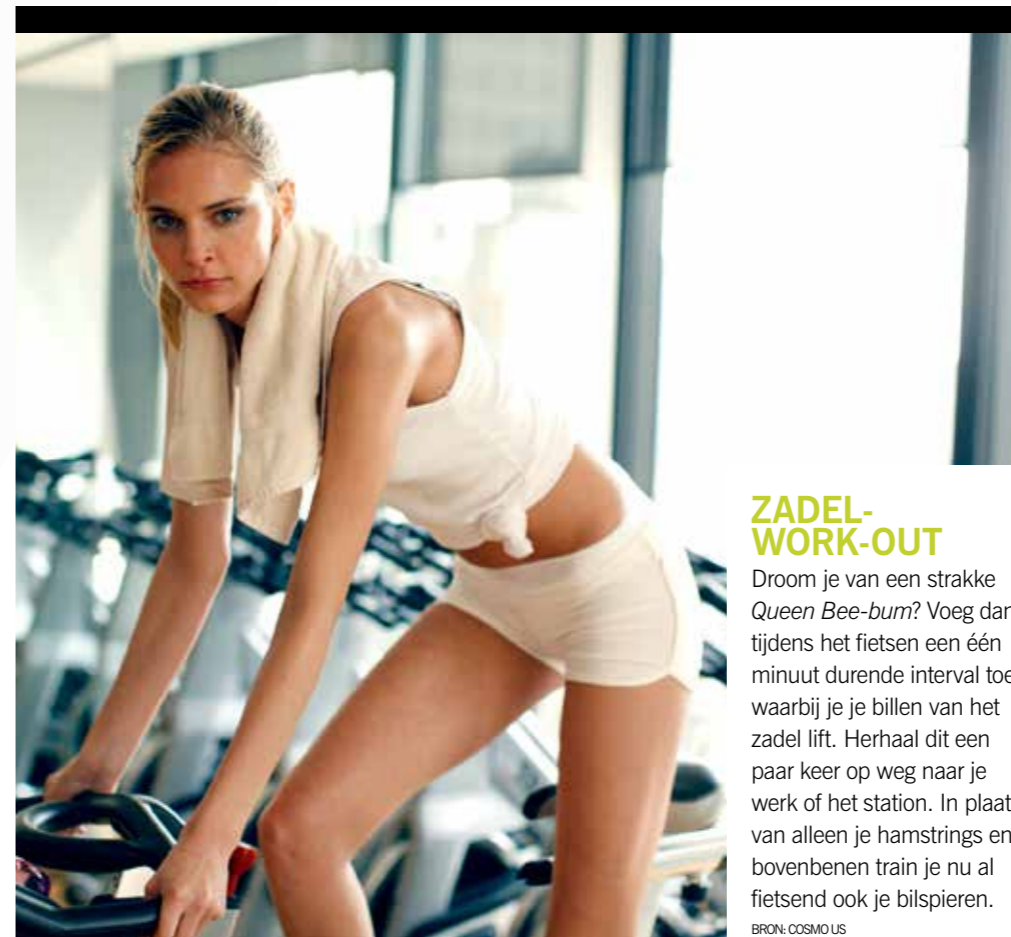 ZADEL-
WORK-OUT
Droom je van een strakke
Queen Bee-bum? Voeg dan
tijdens het fietsen een één
minuut durende interval toe
waarbij je je billen van het
zadel lift. Herhaal dit een
paar keer op weg naar je
werk of het station. In plaat
van alleen je hamstrings en
bovenbenen train je nu al
fietsend ook je bilspieren.
BRON: COSMO US